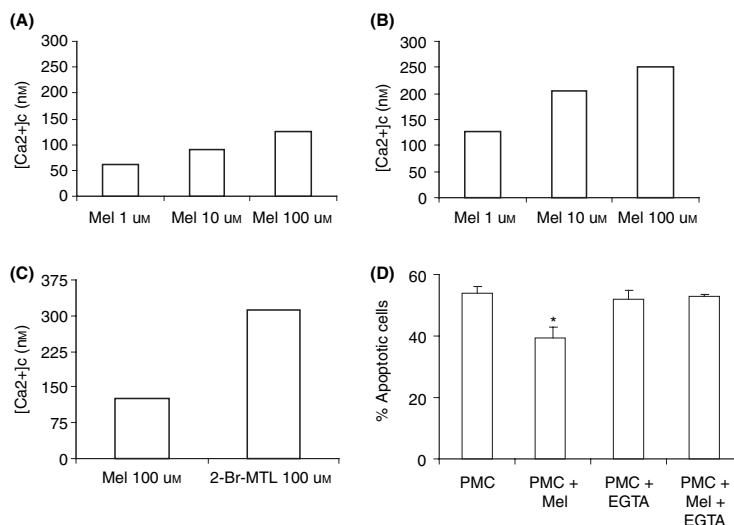 (A)
[Ca2+]c (nM)
300
250
200
150
100
50
0
Mel 1 uM Mel 10 uM Mel 100 uM
(B)
[Ca2+]c (nM)
300
250
200
150
100
50
0
Mel 1 uM Mel 10 uM Mel 100 uM
(C)
[Ca2+]c (nM)
375
300
225
150
75
0
Mel 100 uM 2-Br-MTL 100 uM
(D)
% Apoptotic cells
60
40
20
0
*
PMC PMC + PMC + PMC +
Mel EGTA Mel +
EGTA